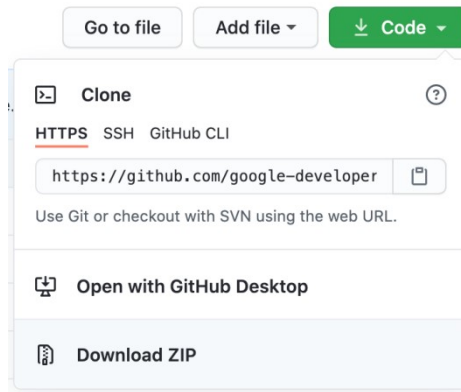 Go to file
Add file
Code
Clone
HTTPS SSH GitHub CLI
https://github.com/google-developer
Use Git or checkout with SVN using the web URL.
Open with GitHub Desktop
Download ZIP